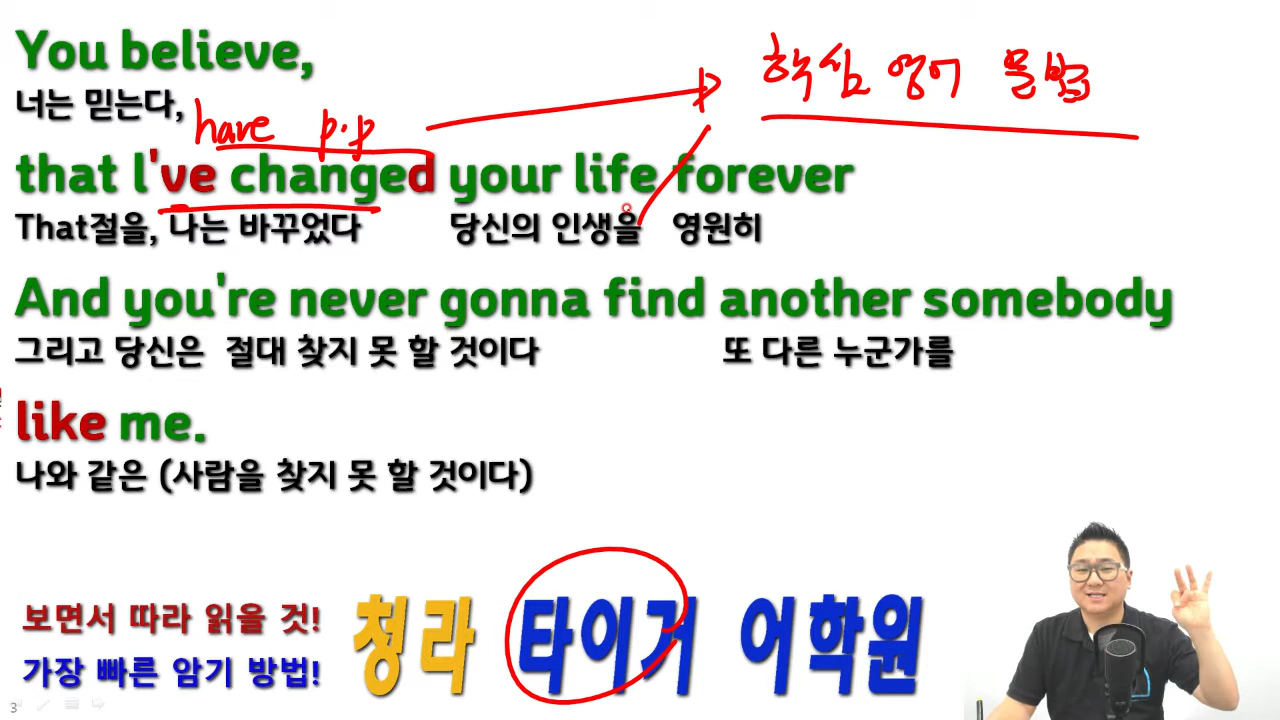 You believe,
너는 믿는다,
have p.p
핵심 영어 문법
that I've changed your life forever
That절을, 나는 바꾸었다 당신의 인생을 영원히
And you're never gonna find another somebody
그리고 당신은 절대 찾지 못 할 것이다 또 다른 누군가를
like me.
나와 같은 (사람을 찾지 못 할 것이다)
보면서 따라 읽을 것!
가장 빠른 암기 방법!
청라 타이거 어학원
3